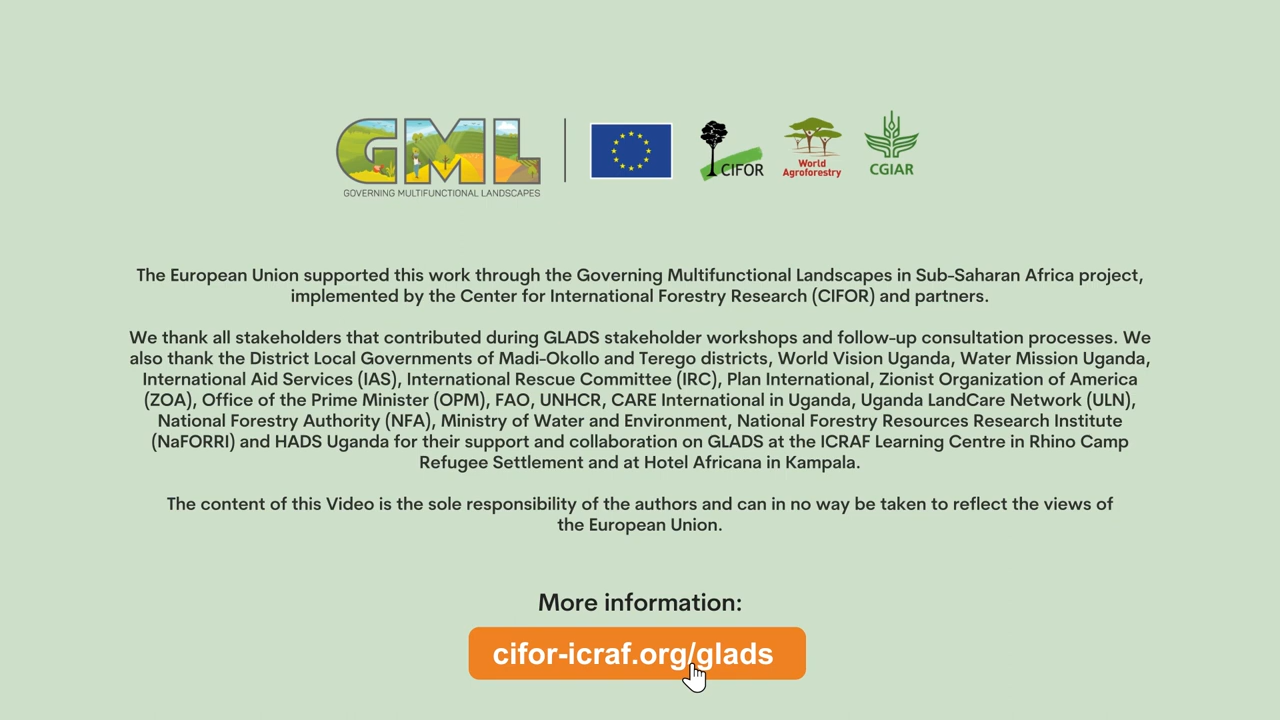 GML
GOVERNING MULTIFUNCTIONAL LANDSCAPES
CIFOR
World
Agroforestry
CGIAR
The European Union supported this work through the Governing Multifunctional Landscapes in Sub-Saharan Africa project,
implemented by the Center for International Forestry Research (CIFOR) and partners.
We thank all stakeholders that contributed during GLADS stakeholder workshops and follow-up consultation processes. We
also thank the District Local Governments of Madi-Okollo and Terego districts, World Vision Uganda, Water Mission Uganda,
International Aid Services (IAS), International Rescue Committee (IRC), Plan International, Zionist Organization of America
(ZOA), Office of the Prime Minister (OPM), FAO, UNHCR, CARE International in Uganda, Uganda LandCare Network (ULN),
National Forestry Authority (NFA), Ministry of Water and Environment, National Forestry Resources Research Institute
(NaFORRI) and HADS Uganda for their support and collaboration on GLADS at the ICRAF Learning Centre in Rhino Camp
Refugee Settlement and at Hotel Africana in Kampala.
The content of this Video is the sole responsibility of the authors and can in no way be taken to reflect the views of
the European Union.
More information:
cifor-icraf.org/glads